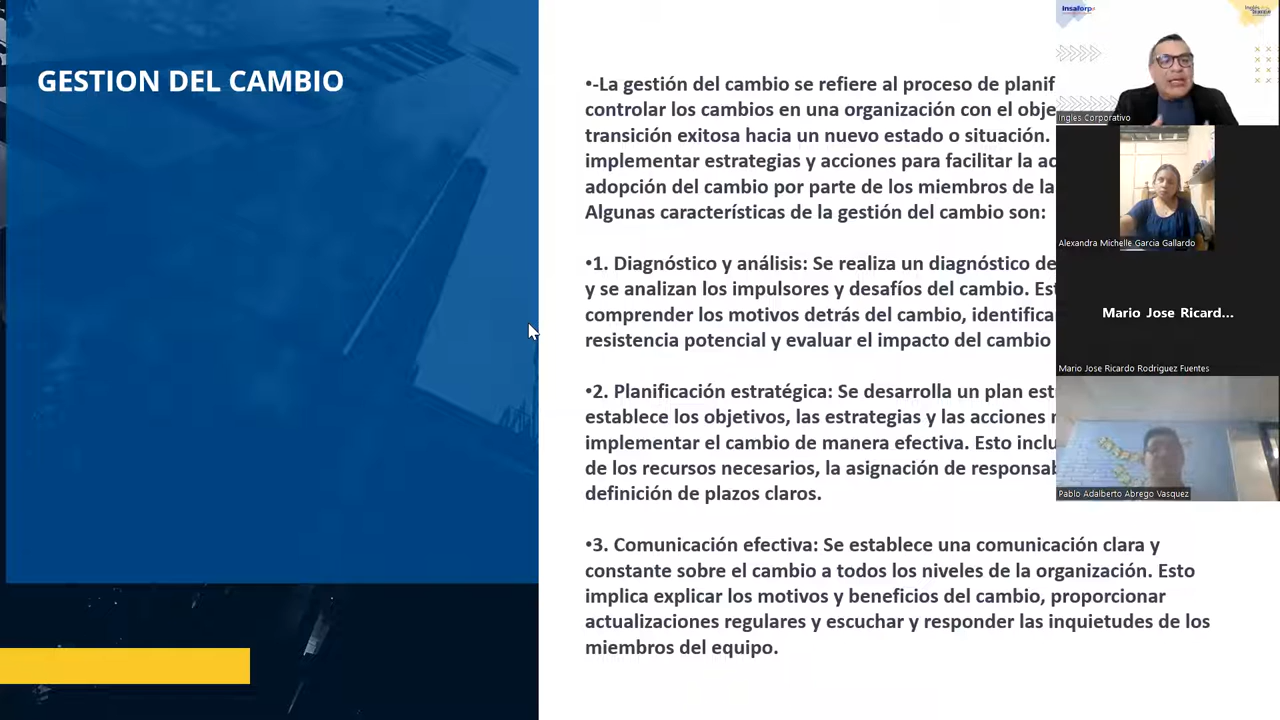 GESTION DEL CAMBIO
•-La gestión del cambio se refiere al proceso de planif
controlar los cambios en una organización con el obje
transición exitosa hacia un nuevo estado o situación.
implementar estrategias y acciones para facilitar la
adopción del cambio por parte de los miembros de la
Algunas características de la gestión del cambio son:
•1. Diagnóstico y análisis: Se realiza un diagnóstico de
y se analizan los impulsores y desafíos del cambio.
comprender los motivos detrás del cambio, identifica
resistencia potencial y evaluar el impacto del cambio
•2. Planificación estratégica: Se desarrolla un plan est
establece los objetivos, las estrategias y las acciones
implementar el cambio de manera efectiva. Esto inclu
de los recursos necesarios, la asignación de responsab
definición de plazos claros.
•3. Comunicación efectiva: Se establece una comunicación clara y
constante sobre el cambio a todos los niveles de la organización. Esto
implica explicar los motivos y beneficios del cambio, proporcionar
actualizaciones regulares y escuchar y responder las inquietudes de los
miembros del equipo.
insaforp
Ingles Corporativo
Alexandra Michelle Garcia Gallardo
Mario Jose Ricard...
Mario Jose Ricardo Rodriguez Fuentes
Pablo Adalberto Abrego Vasquez